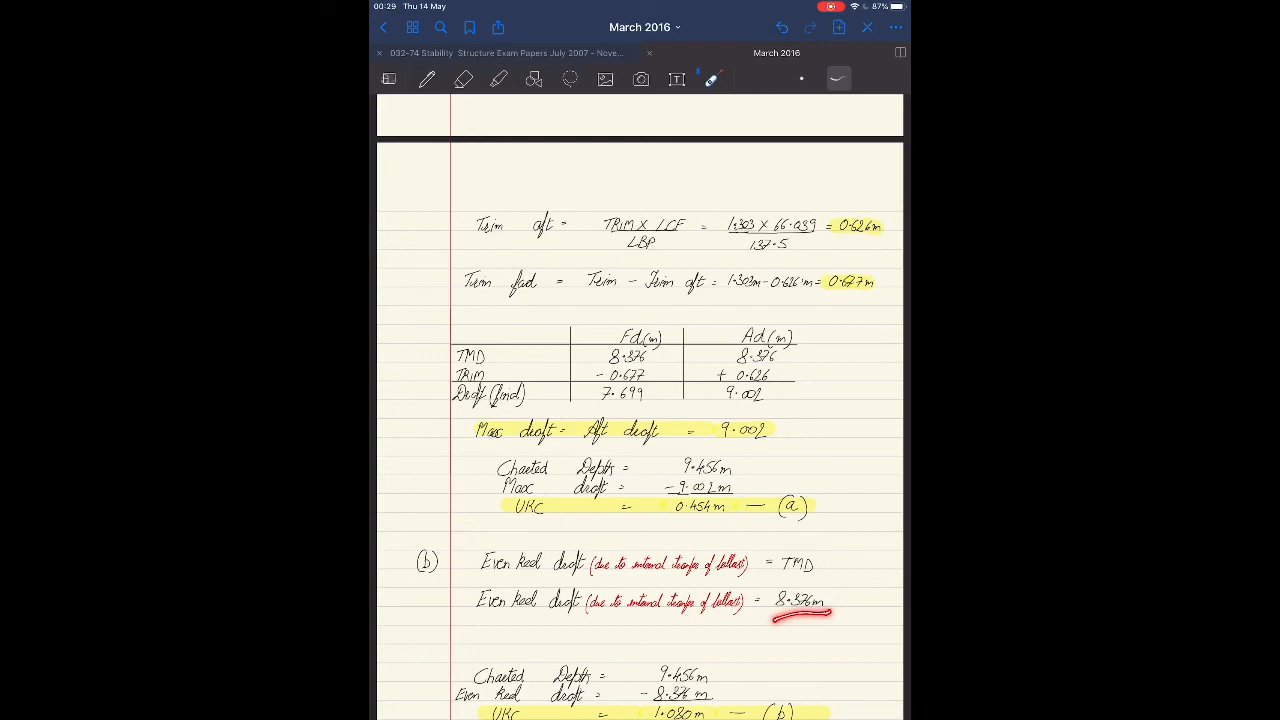 00:29 Thu 14 May 87%
March 2016
032-74 Stability Structure Exam Papers July 2007 - Nove... March 2016
Trim aft = TRIM X LCF / LBP = 1.303 X 66.039 / 137.5 = 0.626m
Trim fwd = Trim - Trim aft = 1.303m - 0.626m = 0.677m
Fd(m) Ad(m)
TMD 8.376 8.376
TRIM - 0.677 + 0.626
Draft (final) 7.699 9.002
Max draft = Aft draft = 9.002
Charted Depth = 9.456m
Max draft = - 9.002m
UKC = 0.454m — (a)
(b) Even keel draft (due to internal transfer of ballast) = TMD
Even keel draft (due to internal transfer of ballast) = 8.376m
Charted Depth = 9.456m
Even keel draft = - 8.376m
UKC = 1.080m — (b)